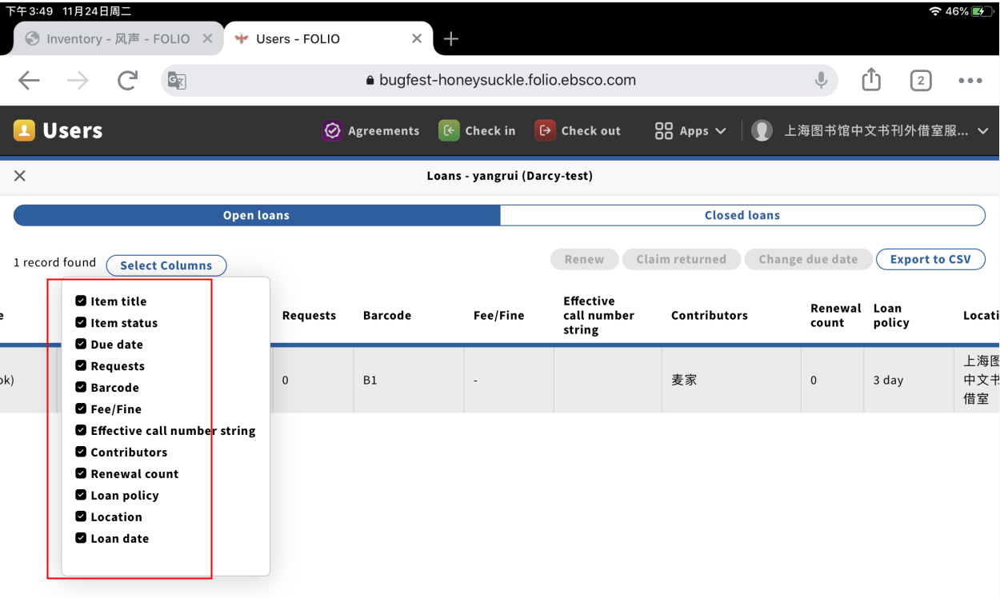 下午3:49 11月24日周二
46%
Inventory - 风声 - FOLIO
Users - FOLIO
bugfest-honeysuckle.folio.ebsco.com
2
Users
Agreements
Check in
Check out
Apps
上海图书馆中文书刊外借室服...
Loans - yangrui (Darcy-test)
Open loans
Closed loans
1 record found
Select Columns
Renew
Claim returned
Change due date
Export to CSV
Item title
Item status
Due date
Requests
Barcode
Fee/Fine
Effective call number string
Contributors
Renewal count
Loan policy
Location
Loan date
e
Requests
Barcode
Fee/Fine
Effective
call number
string
Contributors
Renewal
count
Loan
policy
Locati
ok)
0
B1
-
麦家
0
3 day
上海图
中文书
借室